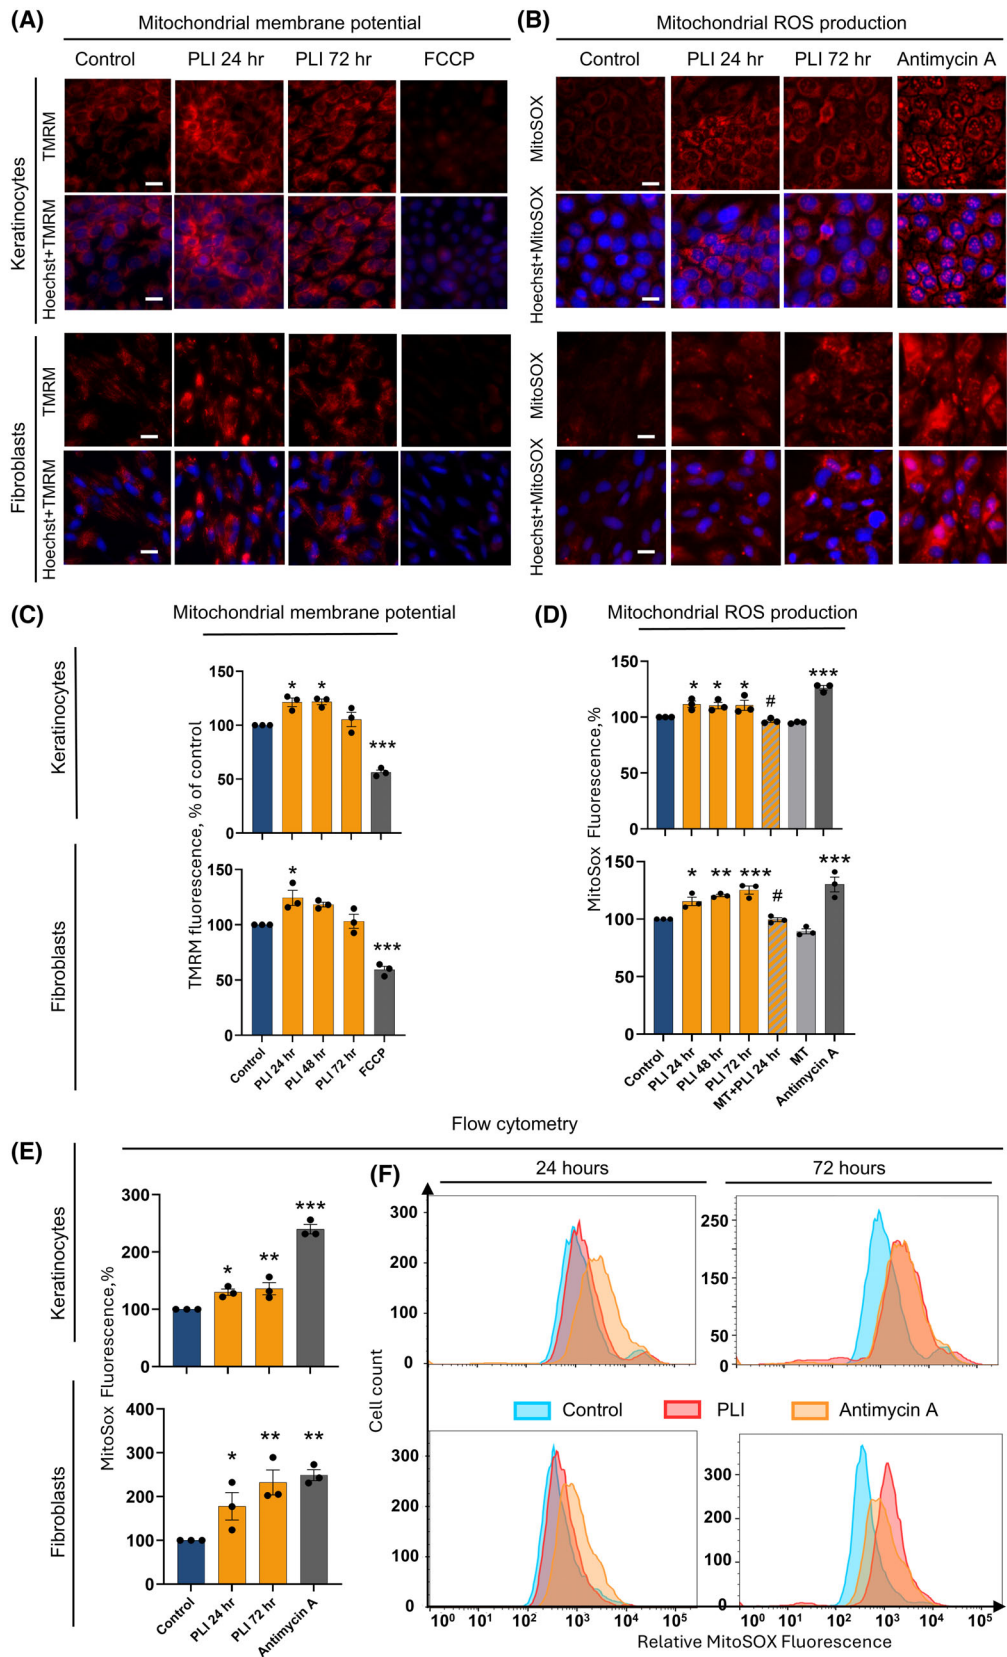 (A) Mitochondrial membrane potential
Control PLI 24 hr PLI 72 hr FCCP
Keratinocytes
TMRM
Hoechst+TMRM
Fibroblasts
TMRM
Hoechst+TMRM
(B) Mitochondrial ROS production
Control PLI 24 hr PLI 72 hr Antimycin A
MitoSOX
Hoechst+MitoSOX
MitoSOX
Hoechst+MitoSOX
(C) Mitochondrial membrane potential
Keratinocytes
Fibroblasts
TMRM fluorescence, % of control
150
100
50
0
* * ***
150
100
50
0
* ***
Control PLI 24 hr PLI 48 hr PLI 72 hr FCCP
(D) Mitochondrial ROS production
MitoSox Fluorescence,%
150
100
50
0
* * * # ***
150
100
50
0
* ** *** # ***
Control PLI 24 hr PLI 48 hr PLI 72 hr MT+PLI 24 hr MT Antimycin A
Flow cytometry
(E)
Keratinocytes
Fibroblasts
MitoSox Fluorescence,%
300
200
100
0
* ** ***
400
300
200
100
0
* ** **
Control PLI 24 hr PLI 72 hr Antimycin A
(F) 24 hours 72 hours
Cell count
300
200
100
0
250
150
50
0
Control PLI Antimycin A
300
200
100
0
300
200
100
0
10⁰ 10¹ 10² 10³ 10⁴ 10⁵
10⁰ 10¹ 10² 10³ 10⁴ 10⁵
Relative MitoSOX Fluorescence